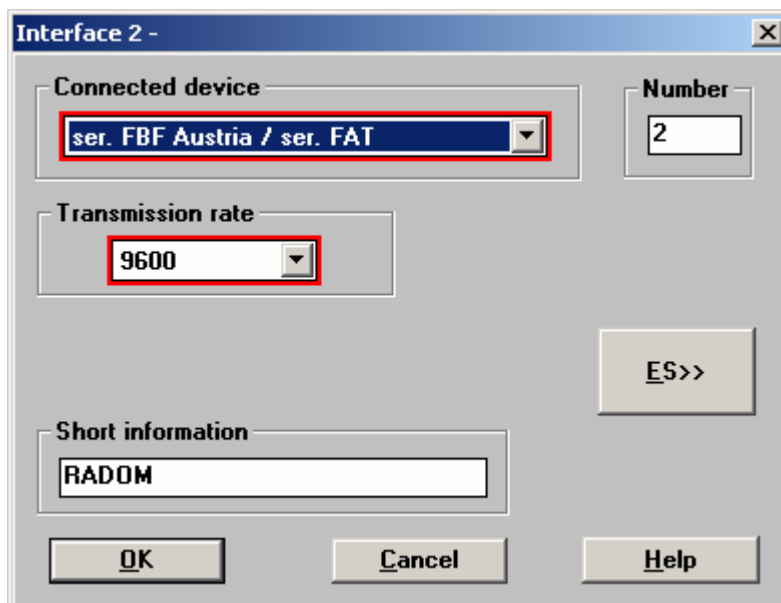 Interface 2 -
Connected device
ser. FBF Austria / ser. FAT
Number
2
Transmission rate
9600
ES>>
Short information
RADOM
OK
Cancel
Help